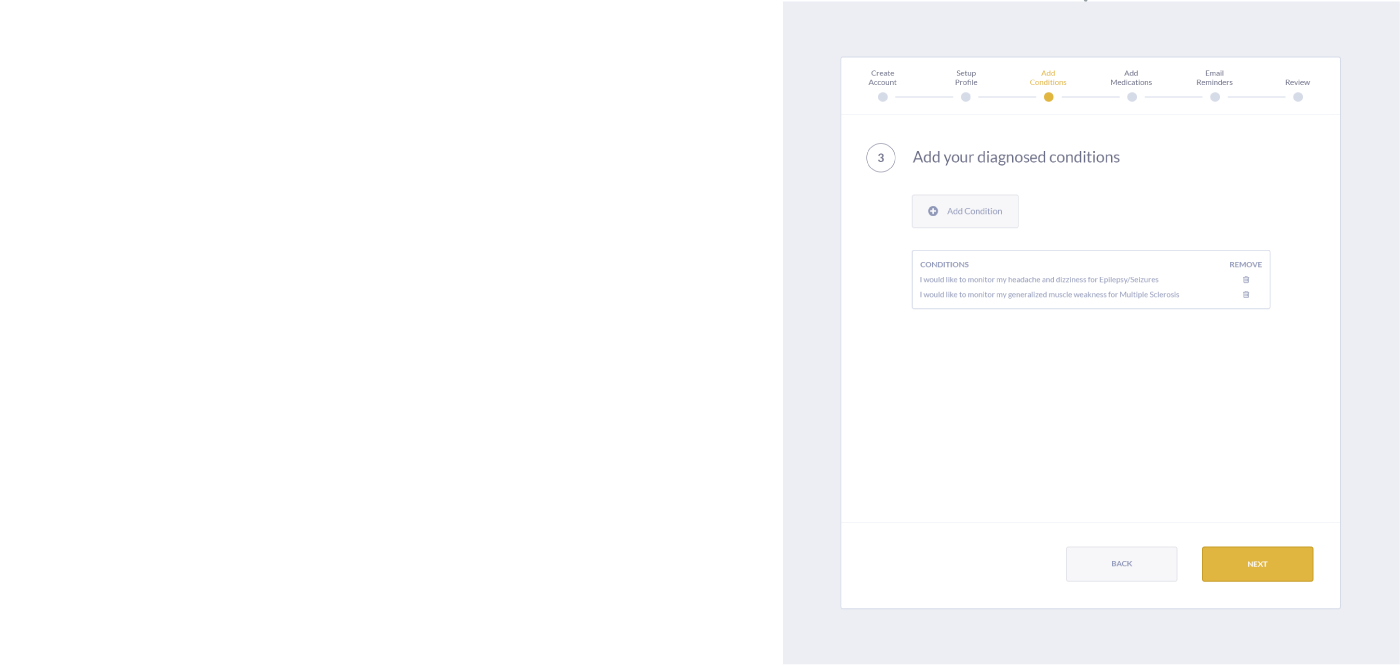 Create Account
Setup Profile
Add Conditions
Add Medications
Email Reminders
Review
3
Add your diagnosed conditions
Add Condition
CONDITIONS REMOVE
I would like to monitor my headache and dizziness for Epilepsy/Seizures
I would like to monitor my generalized muscle weakness for Multiple Sclerosis
BACK
NEXT